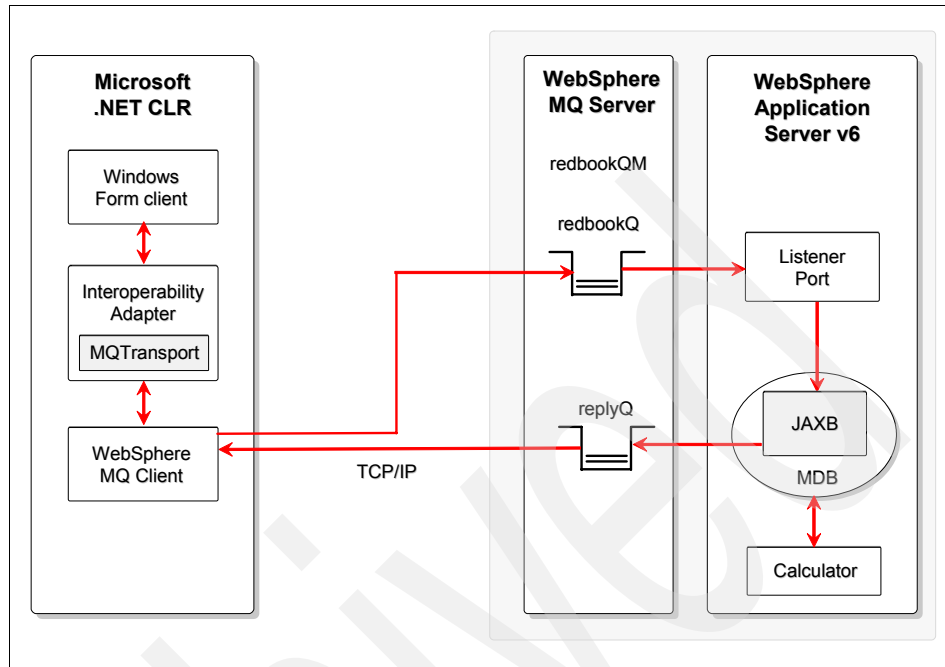 Microsoft
.NET CLR
Windows
Form client
Interoperability
Adapter
MQTransport
WebSphere
MQ Client
TCP/IP
WebSphere
MQ Server
redbookQM
redbookQ
replyQ
WebSphere
Application
Server v6
Listener
Port
JAXB
MDB
Calculator